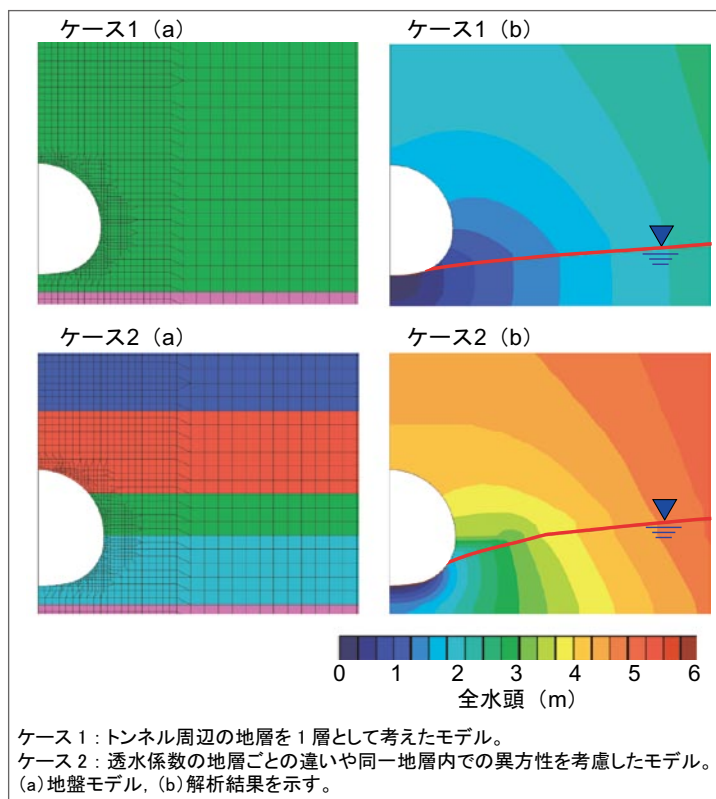 ケース1（a）
ケース1（b）
ケース2（a）
ケース2（b）
0 1 2 3 4 5 6
全水頭（m）
ケース1：トンネル周辺の地層を1層として考えたモデル。
ケース2：透水係数の地層ごとの違いや同一地層内での異方性を考慮したモデル。
(a)地盤モデル，(b)解析結果を示す。